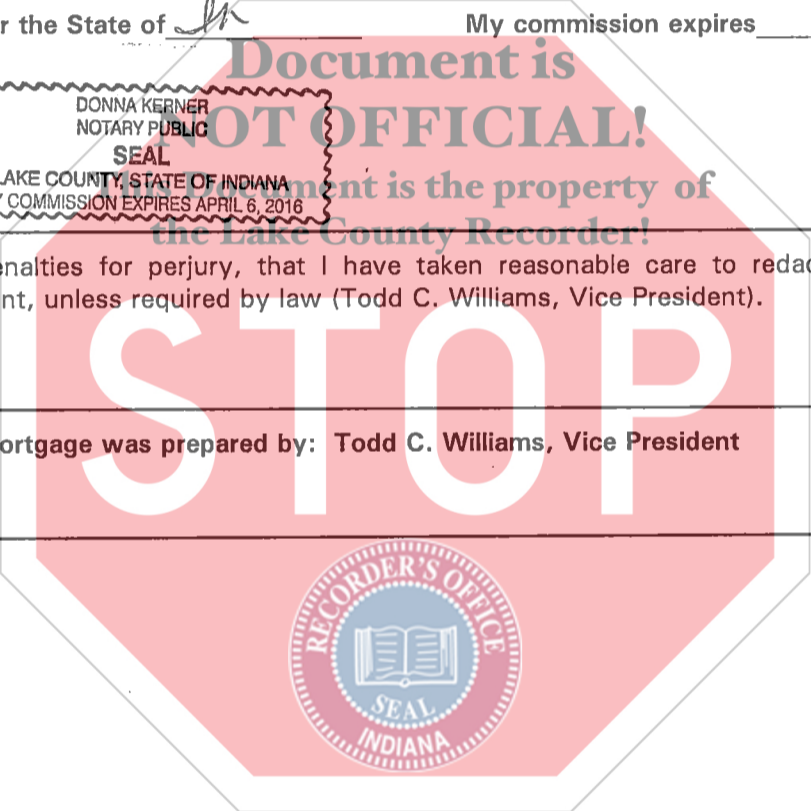 r the State of In My commission expires
Document is
NOT OFFICIAL!
This Document is the property of
the Lake County Recorder!
DONNA KERNER
NOTARY PUBLIC
SEAL
LAKE COUNTY, STATE OF INDIANA
Y COMMISSION EXPIRES APRIL 6, 2016
enalties for perjury, that I have taken reasonable care to redac
nt, unless required by law (Todd C. Williams, Vice President).
STOP
ortgage was prepared by: Todd C. Williams, Vice President
RECORDER'S OFFICE
SEAL
INDIANA